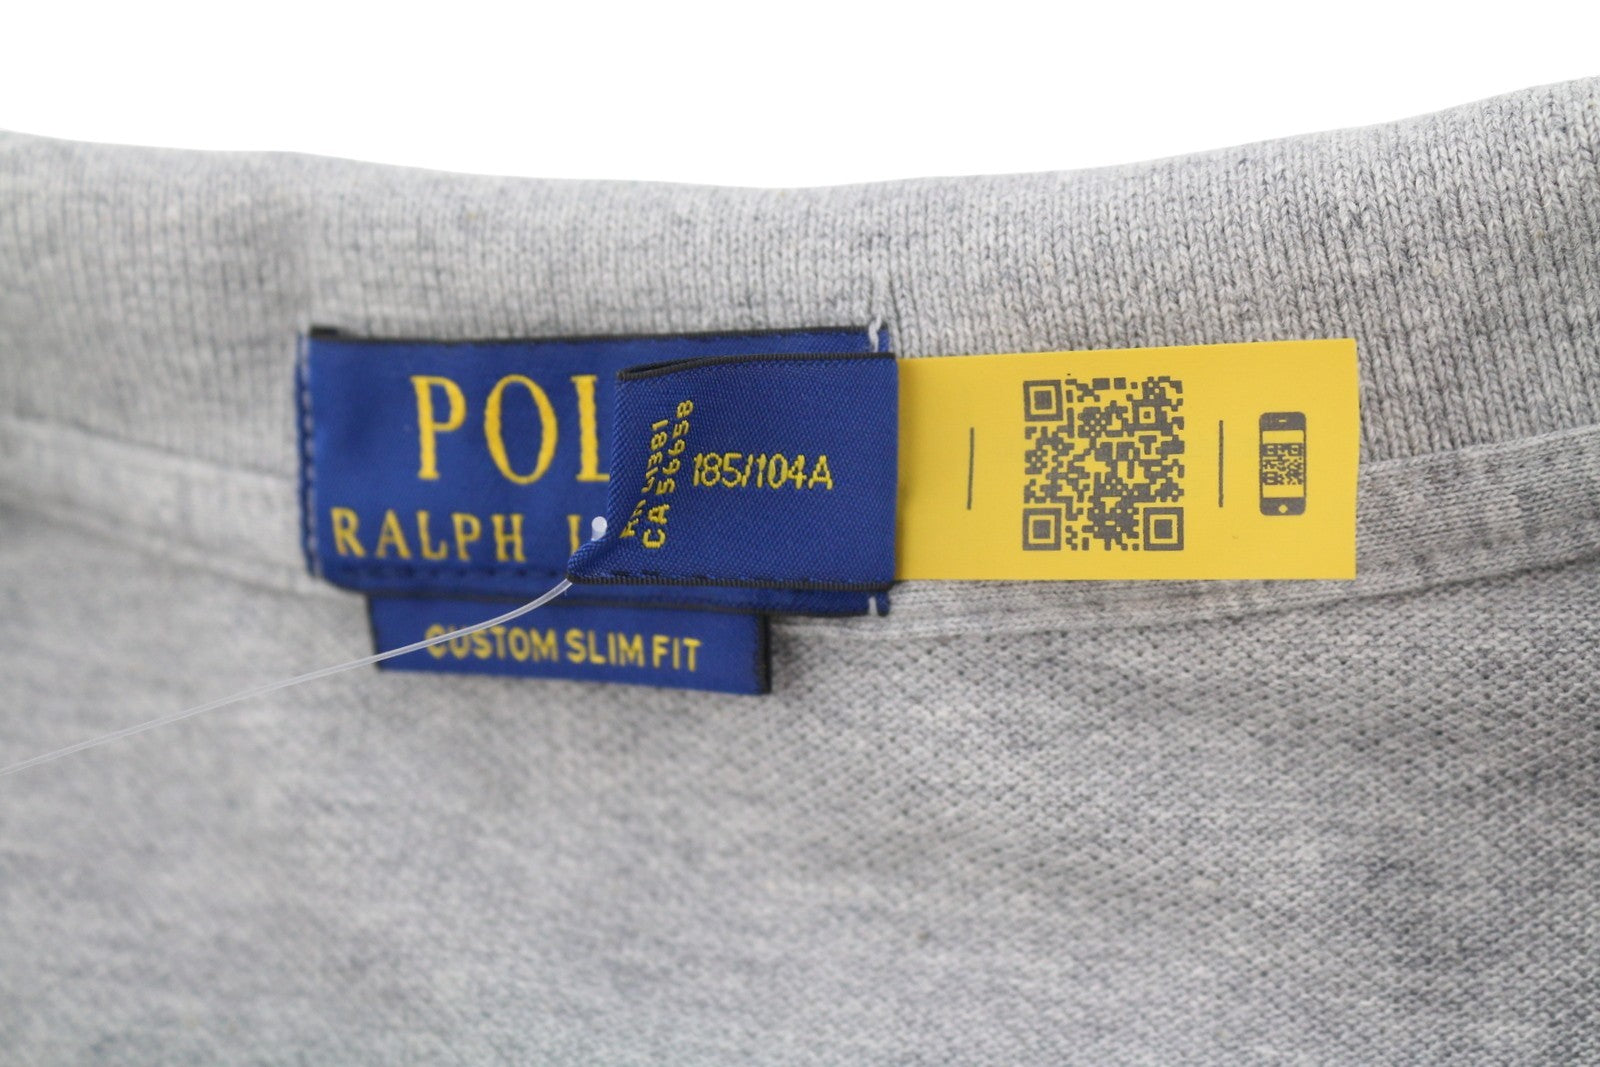 POL
RALPH
CUSTOM SLIM FIT
CA 56658
185/104A